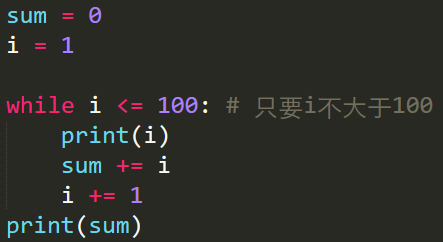 sum = 0
i = 1

while i <= 100: # 只要i不大于100
    print(i)
    sum += i
    i += 1
print(sum)